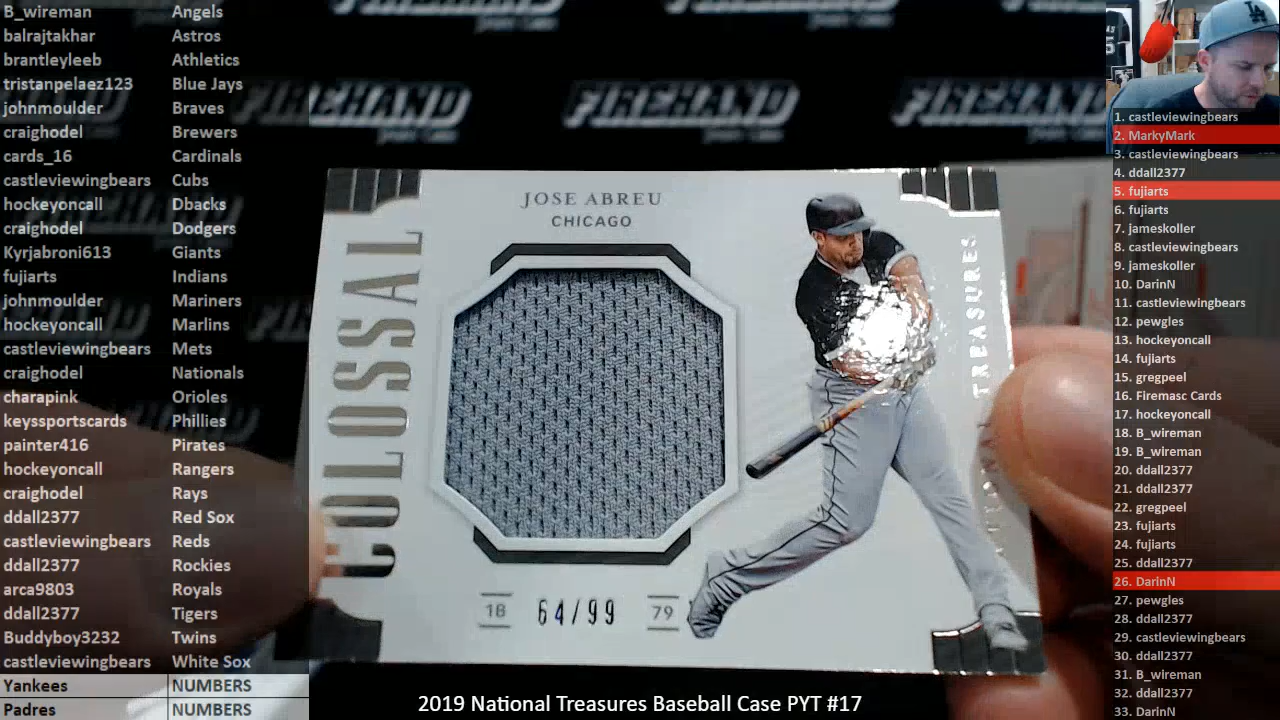 B_wireman Angels
balrajtakhar Astros
brantleyleeb Athletics
tristanpelaez123 Blue Jays
johnmoulder Braves
craighodel Brewers
cards_16 Cardinals
castleviewingbears Cubs
hockeyoncall Dbacks
craighodel Dodgers
Kyrjabroni613 Giants
fujiarts Indians
johnmoulder Mariners
hockeyoncall Marlins
castleviewingbears Mets
craighodel Nationals
charapink Orioles
keyssportscards Phillies
painter416 Pirates
hockeyoncall Rangers
craighodel Rays
ddall2377 Red Sox
castleviewingbears Reds
ddall2377 Rockies
arca9803 Royals
ddall2377 Tigers
Buddyboy3232 Twins
castleviewingbears White Sox
Yankees NUMBERS
Padres NUMBERS
FIREHAND
FIREHAND
FIREHAND
JOSE ABREU
CHICAGO
COLOSSAL
TREASURES
18 64/99 79
2019 National Treasures Baseball Case PYT #17
LA
1. castleviewingbears
2. MarkyMark
3. castleviewingbears
4. ddall2377
5. fujiarts
6. fujiarts
7. jameskoller
8. castleviewingbears
9. jameskoller
10. DarinN
11. castleviewingbears
12. pewgles
13. hockeyoncall
14. fujiarts
15. gregpeel
16. Firemasc Cards
17. hockeyoncall
18. B_wireman
19. B_wireman
20. ddall2377
21. ddall2377
22. gregpeel
23. fujiarts
24. fujiarts
25. ddall2377
26. DarinN
27. pewgles
28. ddall2377
29. castleviewingbears
30. ddall2377
31. B_wireman
32. ddall2377
33. DarinN